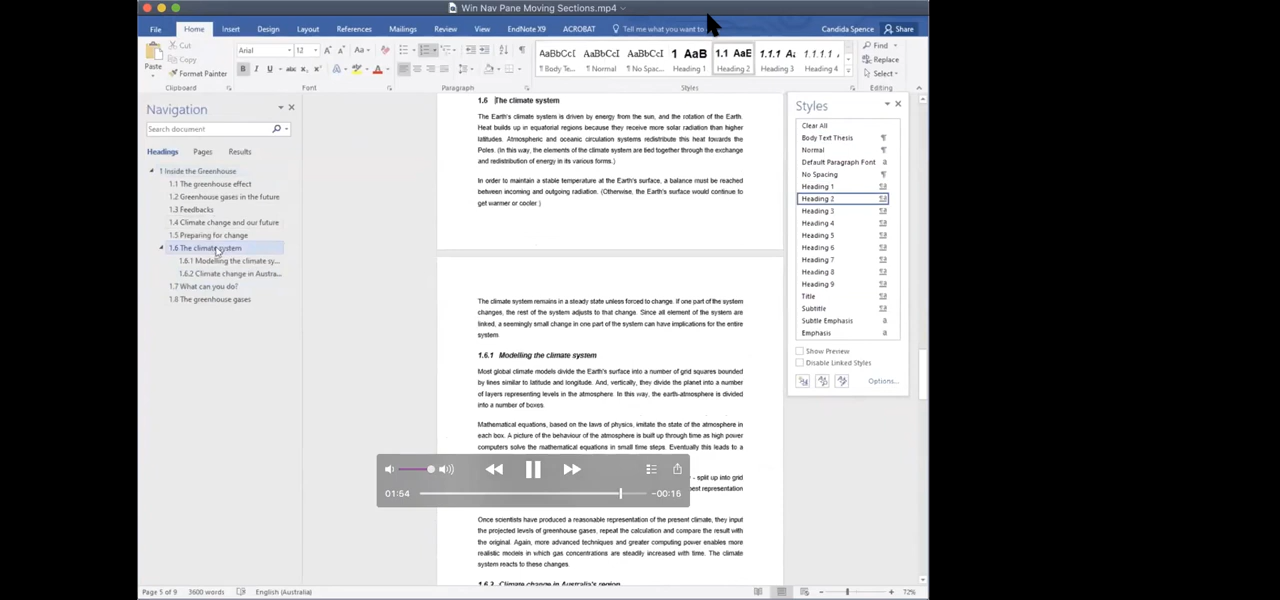 Win Nav Pane Moving Sections.mp4
File Home Insert Design Layout References Mailings Review View EndNote X9 ACROBAT Tell me what you want to Candida Spence Share
Cut
Copy
Paste
Format Painter
Arial 12
Find
Replace
Select
AaBbCcI AaBbCcI AaBbCcI 1 AaB 1.1 AaE 1.1.1 Aa 1.1.1.1
Body Te... Normal No Spac... Heading 1 Heading 2 Heading 3 Heading 4
Clipboard Font Paragraph Styles Editing
Navigation
Search document
Headings Pages Results
1 Inside the Greenhouse
1.1 The greenhouse effect
1.2 Greenhouse gases in the future
1.3 Feedbacks
1.4 Climate change and our future
1.5 Preparing for change
1.6 The climate system
1.6.1 Modelling the climate sy...
1.6.2 Climate change in Austra...
1.7 What can you do?
1.8 The greenhouse gases
1.6 The climate system
The Earth's climate system is driven by energy from the sun, and the rotation of the Earth.
Heat builds up in equatorial regions because they receive more solar radiation than higher
latitudes. Atmospheric and oceanic circulation systems redistribute this heat towards the
Poles. (In this way, the elements of the climate system are tied together through the exchange
and redistribution of energy in its various forms.)
In order to maintain a stable temperature at the Earth's surface, a balance must be reached
between incoming and outgoing radiation. (Otherwise, the Earth's surface would continue to
get warmer or cooler.)
The climate system remains in a steady state unless forced to change. If one part of the system
changes, the rest of the system adjusts to that change. Since all element of the system are
linked, a seemingly small change in one part of the system can have implications for the entire
system.
1.6.1 Modelling the climate system
Most global climate models divide the Earth's surface into a number of grid squares bounded
by lines similar to latitude and longitude. And, vertically, they divide the planet into a number
of layers representing levels in the atmosphere. In this way, the earth-atmosphere is divided
into a number of boxes.
Mathematical equations, based on the laws of physics, imitate the state of the atmosphere in
each box. A picture of the behaviour of the atmosphere is built up through time as high power
computers solve the mathematical equations in small time steps. Eventually this leads to a
- split up into grid
best representation
Once scientists have produced a reasonable representation of the present climate, they input
the projected levels of greenhouse gases, repeat the calculation and compare the result with
the original. Again, more advanced techniques and greater computing power enables more
realistic models in which gas concentrations are steadily increased with time. The climate
system reacts to these changes.
1.6.2 Climate change in Australia's region
01:54 -00:16
Styles
Clear All
Body Text Thesis
Normal
Default Paragraph Font
No Spacing
Heading 1
Heading 2
Heading 3
Heading 4
Heading 5
Heading 6
Heading 7
Heading 8
Heading 9
Title
Subtitle
Subtle Emphasis
Emphasis
Show Preview
Disable Linked Styles
Options...
Page 5 of 9 3600 words English (Australia) 72%